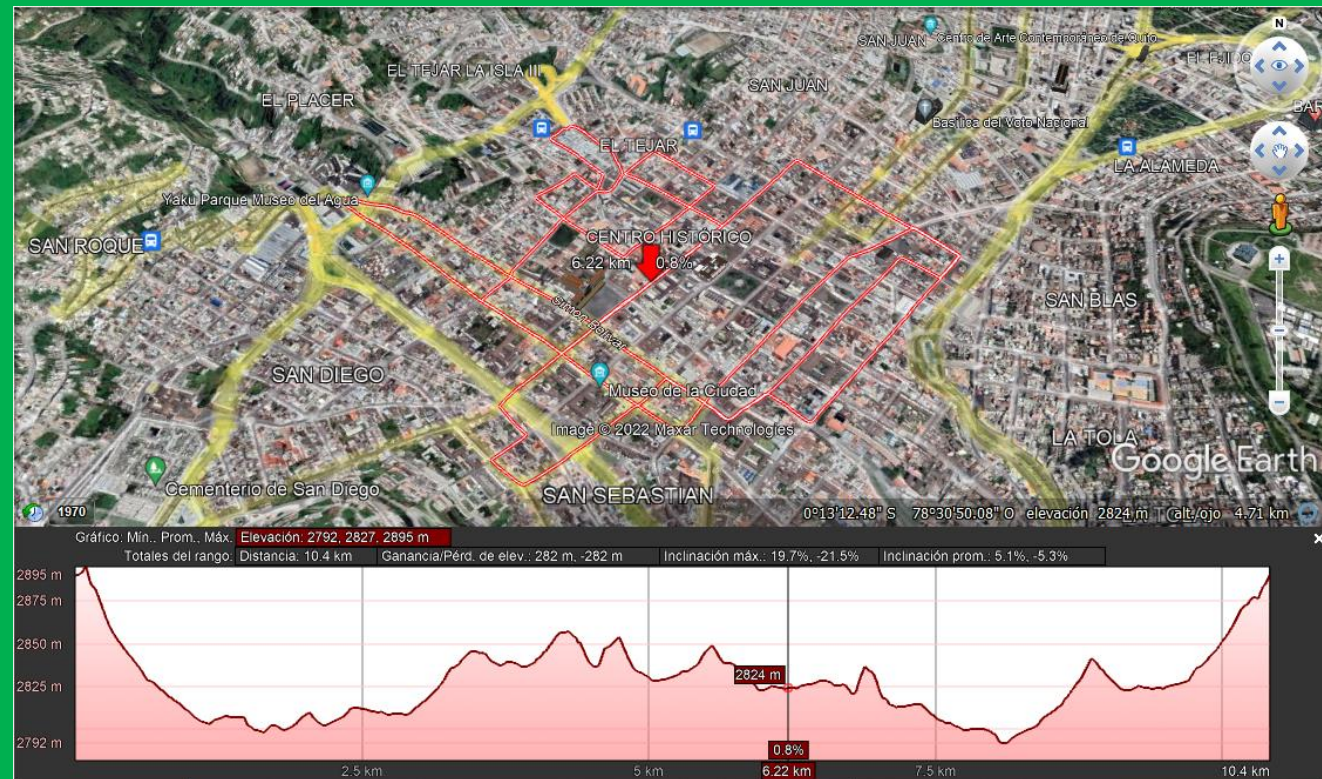 N
SAN JUAN
Centro de Arte Contemporáneo de Quito
EL EJIDO
EL TEJAR LA ISLA III
SAN JUAN
EL PLACER
BAR
Basílica del Voto Nacional
EL TEJAR
LA ALAMEDA
Yaku Parque Museo del Agua
SAN ROQUE
CENTRO HISTÓRICO
6.22 km 0.8%
SAN BLAS
Simón Bolívar
SAN DIEGO
Museo de la Ciudad
Image © 2022 Maxar Technologies
LA TOLA
Google Earth
Cementerio de San Diego
SAN SEBASTIAN
1970
0°13'12.48" S 78°30'50.08" O elevación 2824 m alt. ojo 4.71 km
Gráfico: Mín., Prom., Máx. Elevación: 2792, 2827, 2895 m
Totales del rango: Distancia: 10.4 km Ganancia/Pérd. de elev.: 282 m, -282 m Inclinación máx.: 19.7%, -21.5% Inclinación prom.: 5.1%, -5.3%
2895 m
2875 m
2850 m
2825 m
2824 m
2792 m
0.8%
2.5 km 5 km 6.22 km 7.5 km 10.4 km